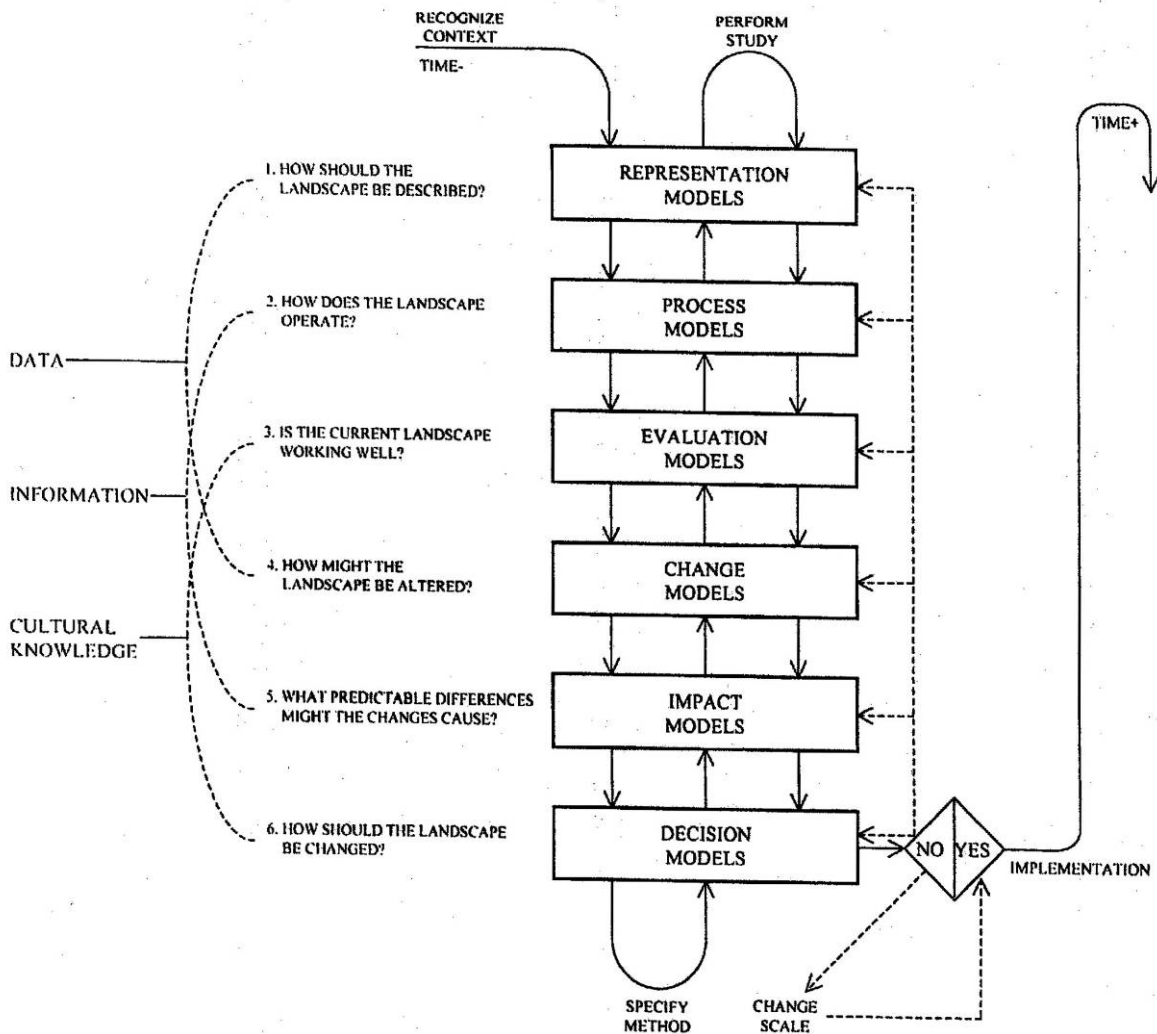 RECOGNIZE
CONTEXT
TIME-
PERFORM
STUDY
TIME+
1. HOW SHOULD THE
LANDSCAPE BE DESCRIBED?
REPRESENTATION
MODELS
2. HOW DOES THE LANDSCAPE
OPERATE?
PROCESS
MODELS
DATA
3. IS THE CURRENT LANDSCAPE
WORKING WELL?
EVALUATION
MODELS
INFORMATION
4. HOW MIGHT THE
LANDSCAPE BE ALTERED?
CHANGE
MODELS
CULTURAL
KNOWLEDGE
5. WHAT PREDICTABLE DIFFERENCES
MIGHT THE CHANGES CAUSE?
IMPACT
MODELS
6. HOW SHOULD THE LANDSCAPE
BE CHANGED?
DECISION
MODELS
NO YES
IMPLEMENTATION
SPECIFY
METHOD
CHANGE
SCALE